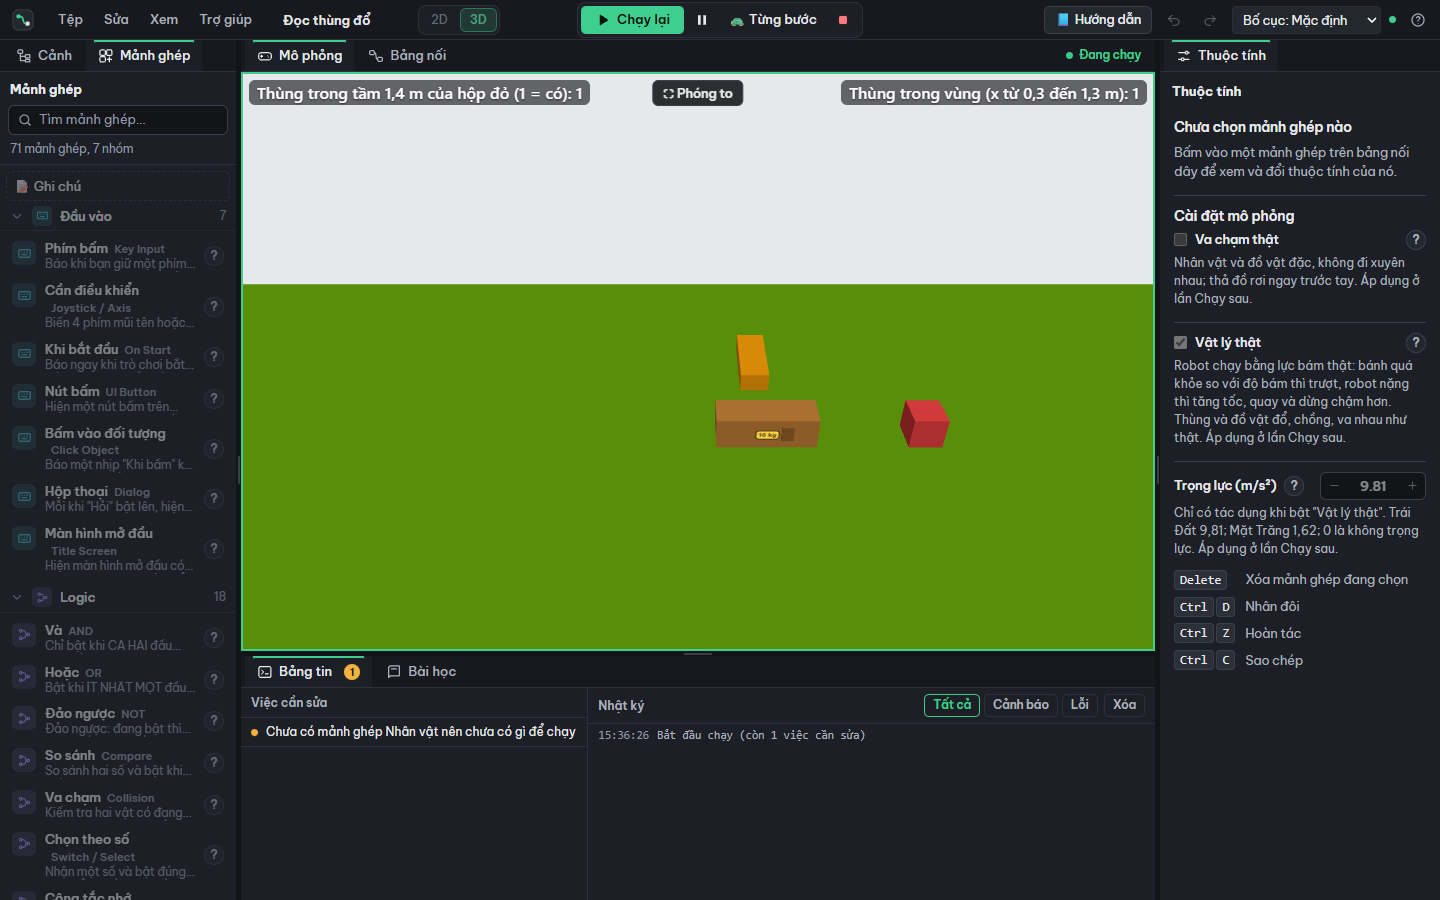 Tệp Sửa Xem Trợ giúp Đọc thùng đổ 2D 3D Chạy lại Từng bước Hướng dẫn Bố cục: Mặc định
Cảnh Mảnh ghép
Mảnh ghép
Tìm mảnh ghép...
71 mảnh ghép, 7 nhóm
Ghi chú
Đầu vào 7
Phím bấm Key Input
Báo khi bạn giữ một phím...
Cần điều khiển
Joystick / Axis
Biến 4 phím mũi tên hoặc...
Khi bắt đầu On Start
Báo ngay khi trò chơi bắt...
Nút bấm UI Button
Hiện một nút bấm trên...
Bấm vào đối tượng
Click Object
Báo một nhịp "Khi bấm" k...
Hộp thoại Dialog
Mỗi khi "Hỏi" bật lên, hiện...
Màn hình mở đầu
Title Screen
Hiện màn hình mở đầu có...
Logic 18
Và AND
Chỉ bật khi CẢ HAI đầu...
Hoặc OR
Bật khi ÍT NHẤT MỘT đầu...
Đảo ngược NOT
Đảo ngược: đang bật thì...
So sánh Compare
So sánh hai số và bật khi...
Va chạm Collision
Kiểm tra hai vật có đang...
Chọn theo số
Switch / Select
Nhận một số và bật đúng...
Công tắc nhớ
Mô phỏng Bảng nối Đang chạy
Thùng trong tầm 1,4 m của hộp đỏ (1 = có): 1
Phóng to
Thùng trong vùng (x từ 0,3 đến 1,3 m): 1
10 kg
Bảng tin 1 Bài học
Việc cần sửa
Chưa có mảnh ghép Nhân vật nên chưa có gì để chạy
Nhật ký Tất cả Cảnh báo Lỗi Xóa
15:36:26 Bắt đầu chạy (còn 1 việc cần sửa)
Thuộc tính
Thuộc tính
Chưa chọn mảnh ghép nào
Bấm vào một mảnh ghép trên bảng nối
dây để xem và đổi thuộc tính của nó.
Cài đặt mô phỏng
Va chạm thật ?
Nhân vật và đồ vật đặc, không đi xuyên
nhau; thả đồ rơi ngay trước tay. Áp dụng ở
lần Chạy sau.
Vật lý thật ?
Robot chạy bằng lực bám thật: bánh quá
khỏe so với độ bám thì trượt, robot nặng
thì tăng tốc, quay và dừng chậm hơn.
Thùng và đồ vật đổ, chồng, va nhau như
thật. Áp dụng ở lần Chạy sau.
Trọng lực (m/s²) ? − 9.81 +
Chỉ có tác dụng khi bật "Vật lý thật". Trái
Đất 9,81; Mặt Trăng 1,62; 0 là không trọng
lực. Áp dụng ở lần Chạy sau.
Delete Xóa mảnh ghép đang chọn
Ctrl D Nhân đôi
Ctrl Z Hoàn tác
Ctrl C Sao chép